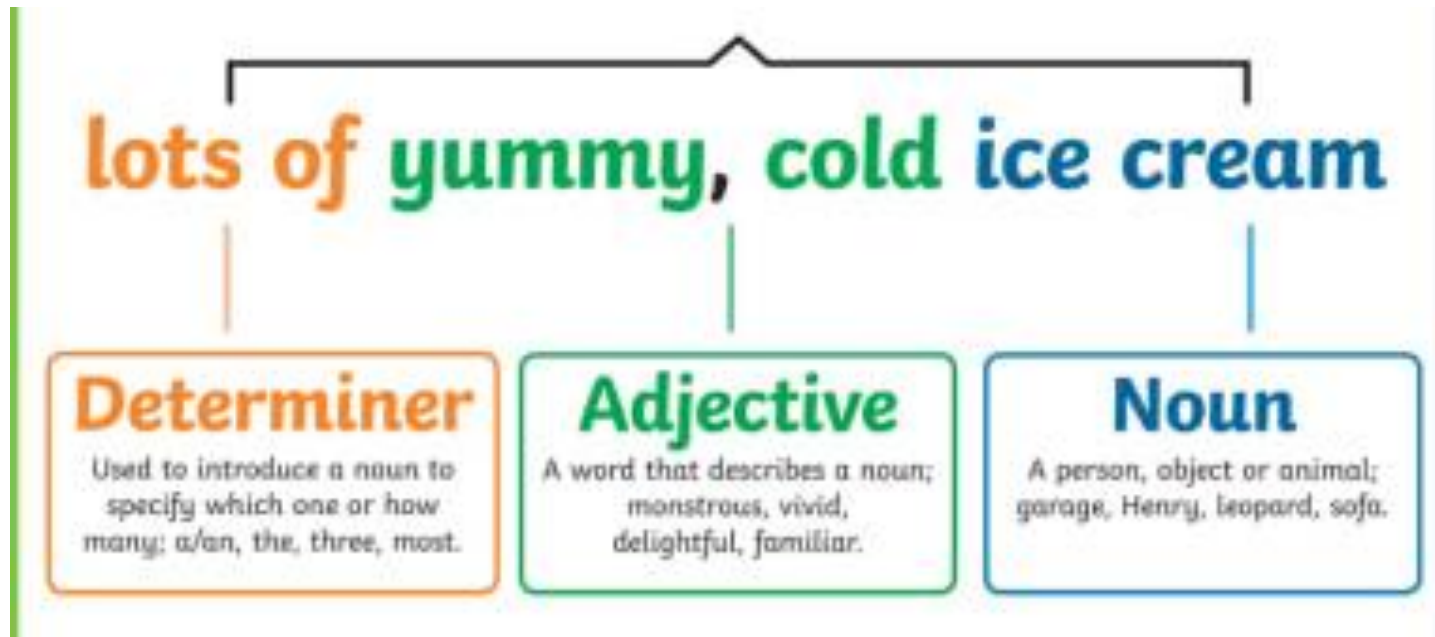 lots of yummy, cold ice cream
Determiner
Used to introduce a noun to
specify which one or how
many; a/an, the, three, most.
Adjective
A word that describes a noun;
monstrous, vivid,
delightful, familiar.
Noun
A person, object or animal;
garage, Henry, leopard, sofa.